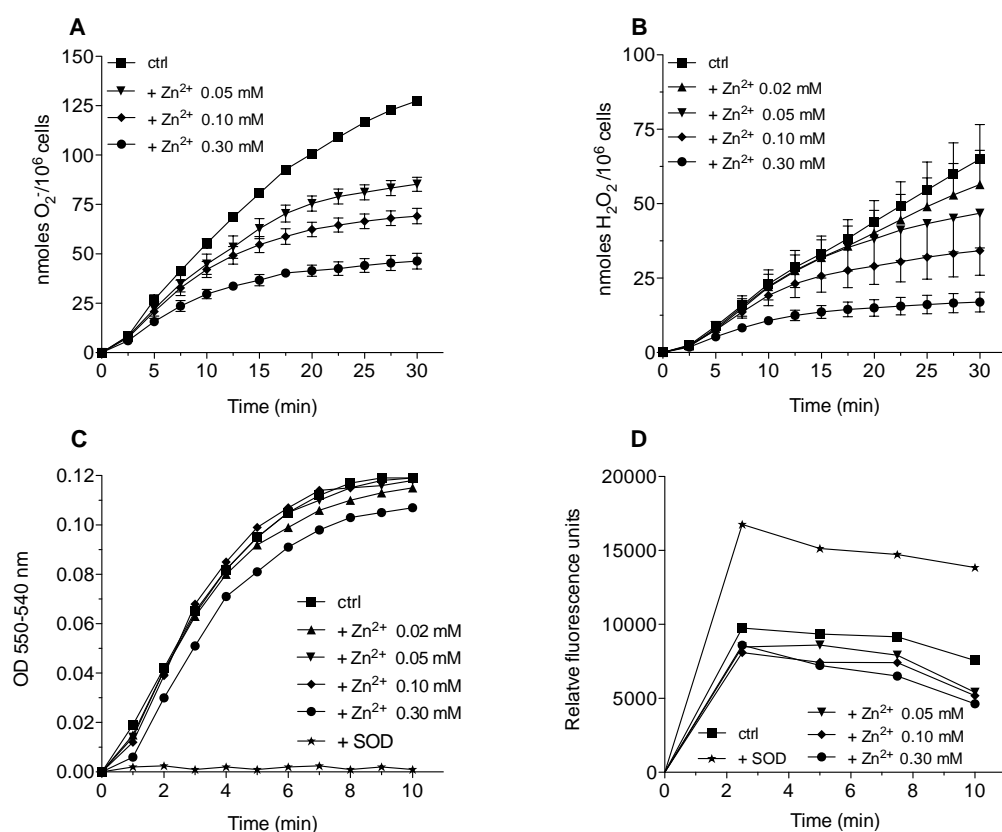 A
150
125
100
75
50
25
0
nmoles O₂⁻/10⁶ cells
ctrl
+ Zn²⁺ 0.05 mM
+ Zn²⁺ 0.10 mM
+ Zn²⁺ 0.30 mM
0 5 10 15 20 25 30
Time (min)
B
100
75
50
25
0
nmoles H₂O₂ /10⁶ cells
ctrl
+ Zn²⁺ 0.02 mM
+ Zn²⁺ 0.05 mM
+ Zn²⁺ 0.10 mM
+ Zn²⁺ 0.30 mM
0 5 10 15 20 25 30
Time (min)
C
0.12
0.10
0.08
0.06
0.04
0.02
0.00
OD 550-540 nm
ctrl
+ Zn²⁺ 0.02 mM
+ Zn²⁺ 0.05 mM
+ Zn²⁺ 0.10 mM
+ Zn²⁺ 0.30 mM
+ SOD
0 2 4 6 8 10
Time (min)
D
20000
15000
10000
5000
0
Relative fluorescence units
ctrl
+ SOD
+ Zn²⁺ 0.05 mM
+ Zn²⁺ 0.10 mM
+ Zn²⁺ 0.30 mM
0 2 4 6 8 10
Time (min)